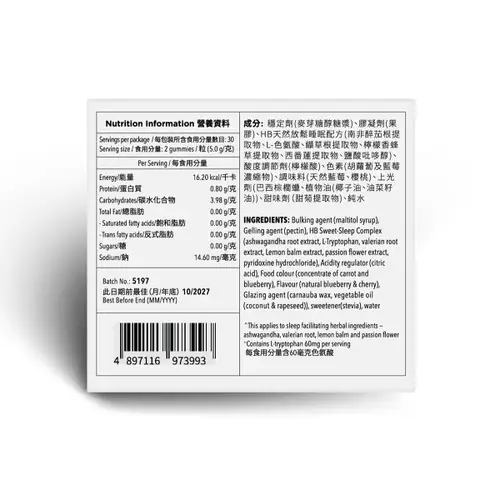 Nutrition Information 營養資料
Servings per package / 每包裝所含食用分量數目: 30
Serving size / 食用分量: 2 gummies / 粒 (5.0 g/克)
Per Serving / 每食用分量
Energy/能量 16.20 kcal/千卡
Protein/蛋白質 0.80 g/克
Carbohydrates/碳水化合物 3.98 g/克
Total Fat/總脂肪 0.00 g/克
- Saturated fats/飽和脂肪 0.00 g/克
- Trans fats/反式脂肪 0.00 g/克
Sugars/糖 0.00 g/克
Sodium/鈉 14.60 mg/毫克
Batch No.: 5197
此日期前最佳 (月/年底) 10/2027
Best Before End (MM/YYYY)
4 897116 973993
成分: 穩定劑(麥芽糖醇糖漿)、膠凝劑(果
膠)、HB天然放鬆睡眠配方(南非醉茄根提
取物、L-色氨酸、纈草根提取物、檸檬香蜂
草提取物、西番蓮提取物、鹽酸吡哆醇)、
酸度調節劑(檸檬酸)、色素(胡蘿蔔及藍莓
濃縮物)、調味料(天然藍莓、櫻桃)、上光
劑(巴西棕櫚蠟、植物油(椰子油、油菜籽
油))、甜味劑(甜菊提取物)、純水
INGREDIENTS: Bulking agent (maltitol syrup),
Gelling agent (pectin), HB Sweet-Sleep Complex
(ashwagandha root extract, L-Tryptophan, valerian root
extract, Lemon balm extract, passion flower extract,
pyridoxine hydrochloride), Acidity regulator (citric
acid), Food colour (concentrate of carrot and
blueberry), Flavour (natural blueberry & cherry),
Glazing agent (carnauba wax, vegetable oil
(coconut & rapeseed)), sweetener(stevia), water
*This applies to sleep facilitating herbal ingredients –
ashwagandha, valerian root, lemon balm and passion flower
^Contains L-tryptophan 60mg per serving
每食用分量含60毫克色氨酸